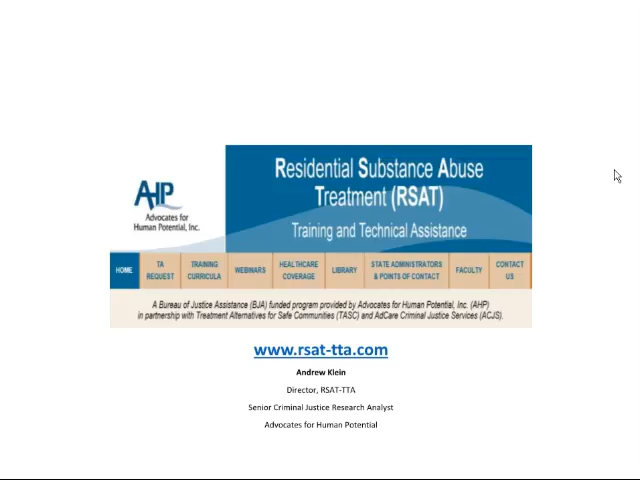 Residential Substance Abuse
Treatment (RSAT)
Training and Technical Assistance
AHP
Advocates for
Human Potential, Inc.
HOME
TA
REQUEST
TRAINING
CURRICULA
WEBINARS
HEALTHCARE
COVERAGE
LIBRARY
STATE ADMINISTRATORS
& POINTS OF CONTACT
FACULTY
CONTACT
US
A Bureau of Justice Assistance (BJA) funded program provided by Advocates for Human Potential, Inc. (AHP)
in partnership with Treatment Alternatives for Safe Communities (TASC) and AdCare Criminal Justice Services (ACJS).
www.rsat-tta.com
Andrew Klein
Director, RSAT-TTA
Senior Criminal Justice Research Analyst
Advocates for Human Potential